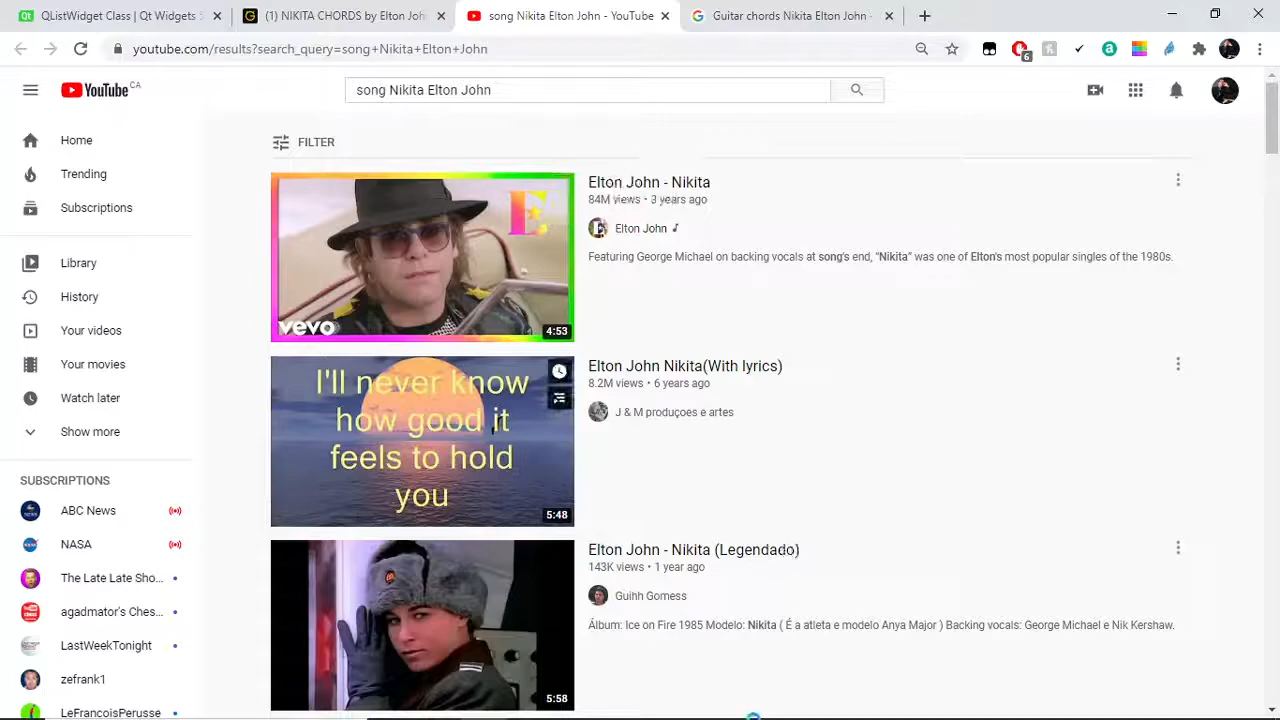 Qt QListWidget Class | Qt Widgets 5
(1) NIKITA CHORDS by Elton John
song Nikita Elton John - YouTube
Guitar chords Nikita Elton John -
youtube.com/results?search_query=song+Nikita+Elton+John
6
YouTube CA
song Nikita Elton John
Home
Trending
Subscriptions
Library
History
Your videos
Your movies
Watch later
Show more
SUBSCRIPTIONS
ABC News
NASA
The Late Late Sho...
agadmator's Ches...
LastWeekTonight
zefrank1
LeFrancoisPerusse
FILTER
E
vevo
4:53
Elton John - Nikita
84M views • 3 years ago
Elton John
Featuring George Michael on backing vocals at songs end, "Nikita" was one of Elton's most popular singles of the 1980s.
I'll never know
how good it
feels to hold
you
5:48
Elton John Nikita(With lyrics)
8.2M views • 6 years ago
J & M produçoes e artes
5:58
Elton John - Nikita (Legendado)
143K views • 1 year ago
Guihh Gomess
Álbum: Ice on Fire 1985 Modelo: Nikita ( É a atleta e modelo Anya Major ) Backing vocals: George Michael e Nik Kershaw.